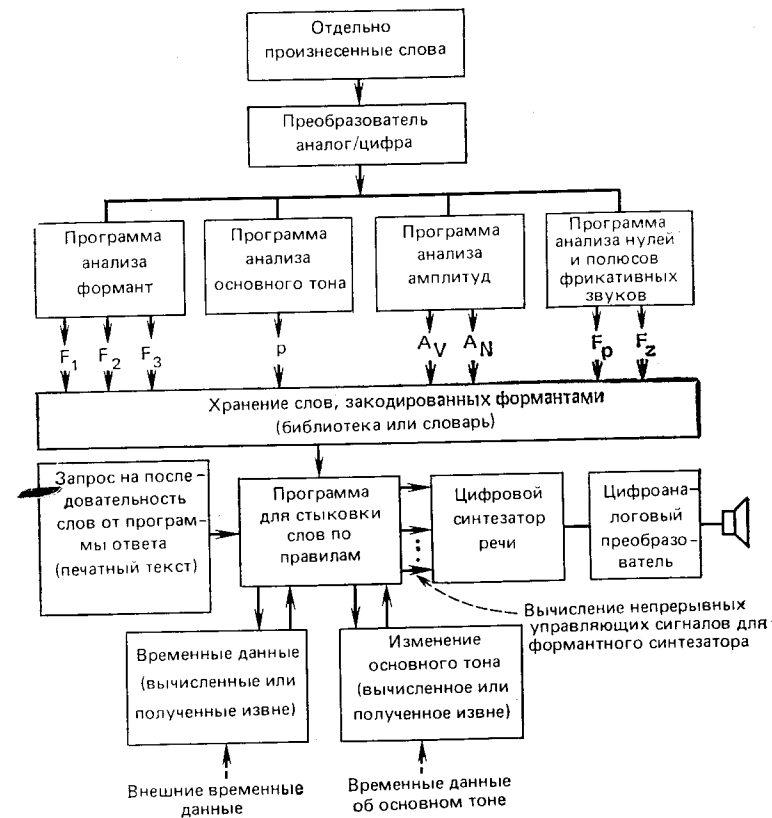 Отдельно
произнесенные слова
Преобразователь
аналог/цифра
Программа
анализа
формант
Программа
анализа
основного тона
Программа
анализа
амплитуд
Программа
анализа нулей
и полюсов
фрикативных
звуков
F1 F2 F3
p
AV AN
Fp Fz
Хранение слов, закодированных формантами
(библиотека или словарь)
Запрос на после-
довательность
слов от програм-
мы ответа
(печатный текст)
Программа
для стыковки
слов по
правилам
Цифровой
синтезатор
речи
Цифроана-
логовый
преобразо-
ватель
Вычисление непрерывных
управляющих сигналов для
формантного синтезатора
Временные данные
(вычисленные или
полученные извне)
Изменение
основного тона
(вычисленное или
полученное извне)
Внешние временные
данные
Временные данные
об основном тоне